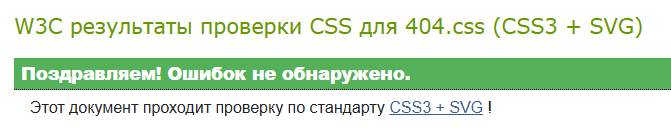 W3C результаты проверки CSS для 404.css (CSS3 + SVG)
Поздравляем! Ошибок не обнаружено.
Этот документ проходит проверку по стандарту CSS3 + SVG !